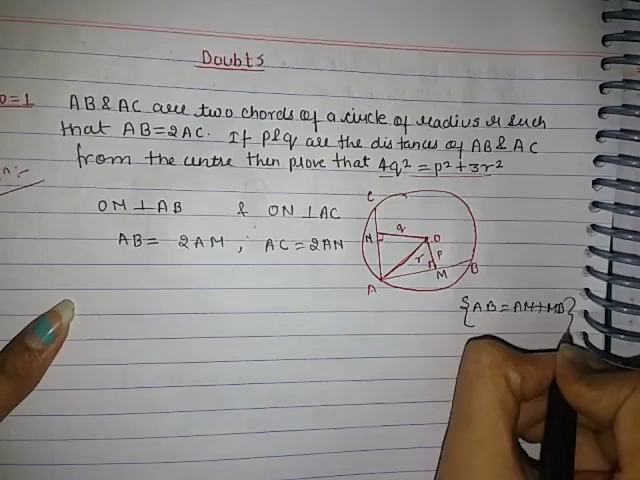 Doubts
D=1 AB & AC are two chords of a circle of radius r such
that AB=2AC. If p&q are the distances of AB & AC
from the centre then prove that 4q² = p² + 3r²
OM ⊥ AB & ON ⊥ AC
AB = 2AM ; AC = 2AN
C
N
q
O
r
P
M
B
A
{AB = AM + MB}